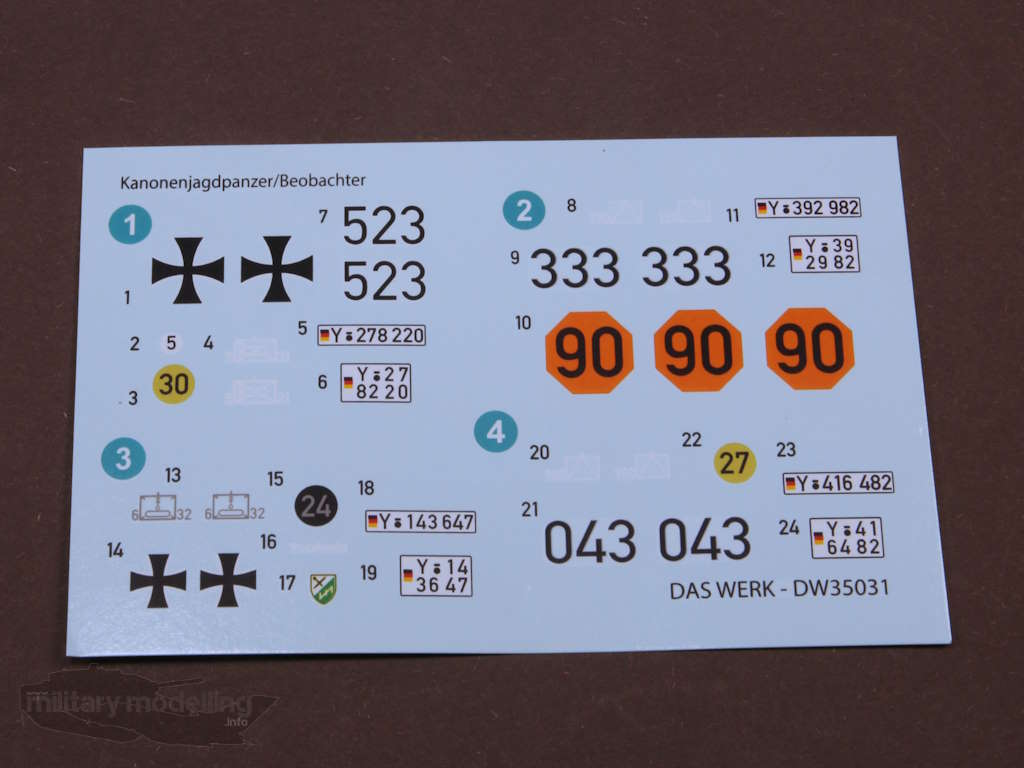 Kanonenjagdpanzer/Beobachter
1
1
7 523
523
2 5
3 30
4
5 Y 278 220
6 Y 27
82 20
2
8
9 333 333
10 90 90 90
11 Y 392 982
12 Y 39
29 82
3
13 6 32 6 32
14
15 24
16
17
18 Y 143 647
19 Y 14
36 47
4
20
21 043 043
22 27
23 Y 416 482
24 Y 41
64 82
DAS WERK - DW35031
military-modelling
.info